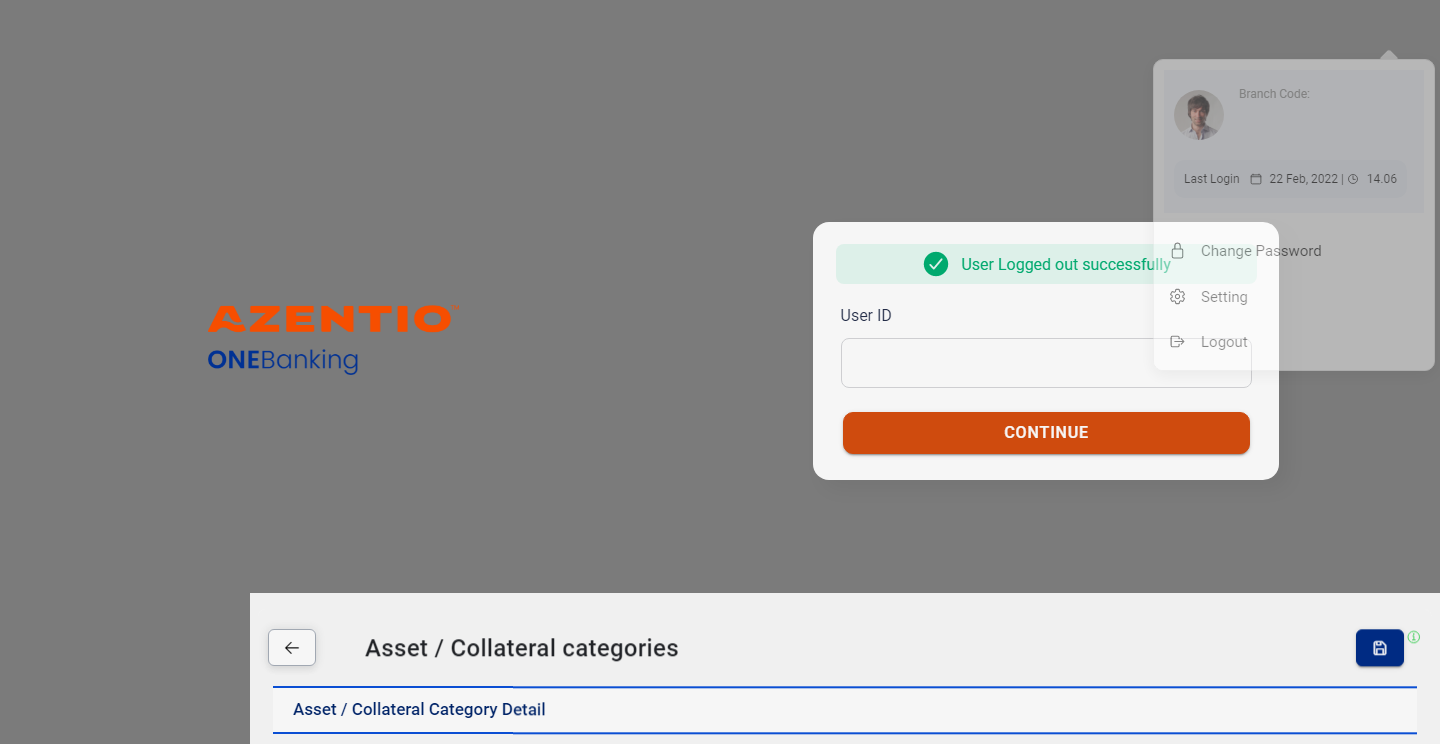 Branch Code:
Last Login 22 Feb, 2022 | 14.06
Change Password
Setting
Logout
AZENTIO
ONEBanking
User Logged out successfully
User ID
CONTINUE
Asset / Collateral categories
Asset / Collateral Category Detail